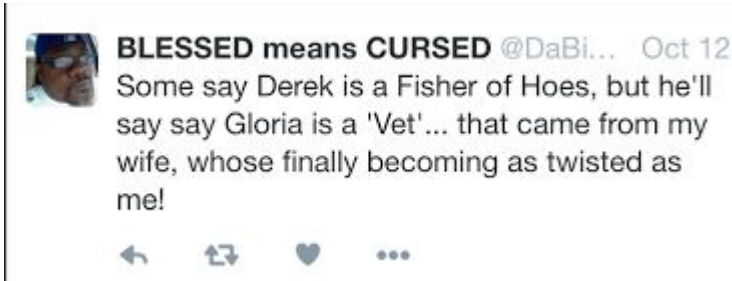 BLESSED means CURSED @DaBi... Oct 12
Some say Derek is a Fisher of Hoes, but he'll
say say Gloria is a 'Vet'... that came from my
wife, whose finally becoming as twisted as
me!